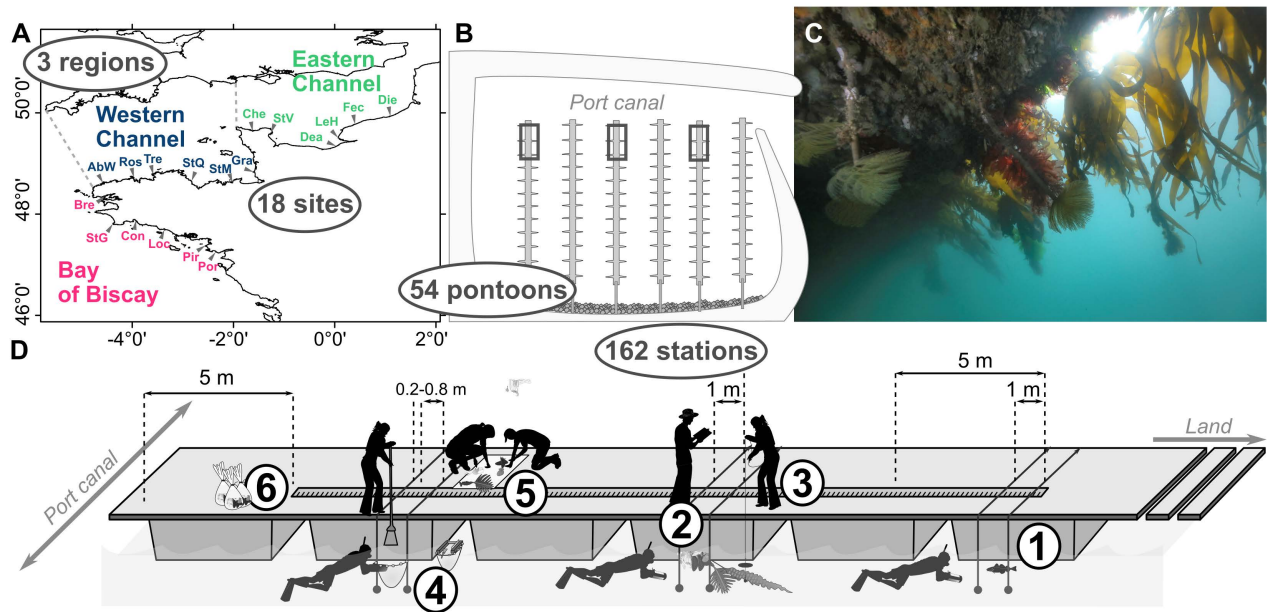 A
3 regions
Eastern
Channel
Western
Channel
Che
StV
LeH
Fec
Die
Dea
AbW
Ros
Tre
StQ
StM
Gra
18 sites
Bre
StG
Con
Loc
Pir
Por
Bay
of Biscay
50°0'
48°0'
46°0'
-4°0'
-2°0'
0°0'
2°0'
B
Port canal
54 pontoons
162 stations
C
D
5 m
0.2-0.8 m
1 m
5 m
1 m
Port canal
Land
6
5
2
3
4
1